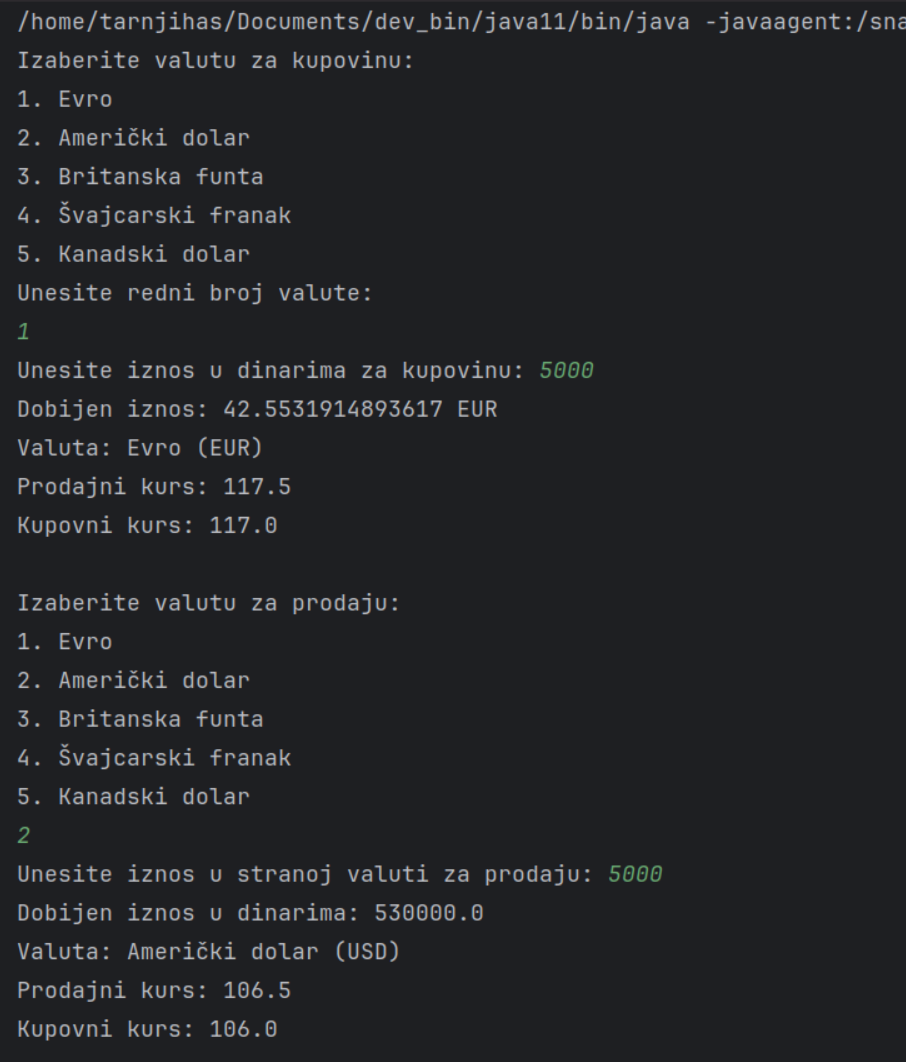 /home/tarnjihas/Documents/dev_bin/java11/bin/java -javaagent:/sna
Izaberite valutu za kupovinu:
1. Evro
2. Američki dolar
3. Britanska funta
4. Švajcarski franak
5. Kanadski dolar
Unesite redni broj valute:
1
Unesite iznos u dinarima za kupovinu: 5000
Dobijen iznos: 42.5531914893617 EUR
Valuta: Evro (EUR)
Prodajni kurs: 117.5
Kupovni kurs: 117.0
Izaberite valutu za prodaju:
1. Evro
2. Američki dolar
3. Britanska funta
4. Švajcarski franak
5. Kanadski dolar
2
Unesite iznos u stranoj valuti za prodaju: 5000
Dobijen iznos u dinarima: 530000.0
Valuta: Američki dolar (USD)
Prodajni kurs: 106.5
Kupovni kurs: 106.0